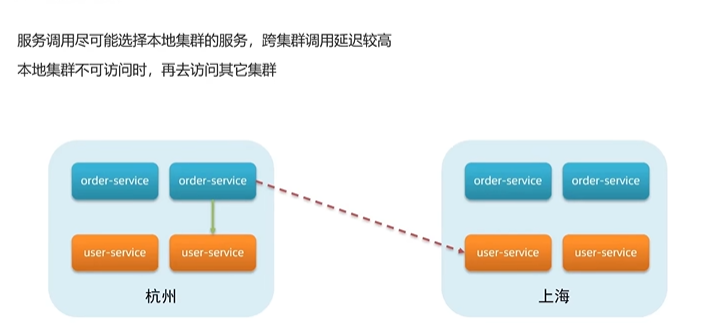 服务调用尽可能选择本地集群的服务，跨集群调用延迟较高
本地集群不可访问时，再去访问其它集群
order-service order-service order-service order-service
user-service user-service user-service user-service
杭州 上海